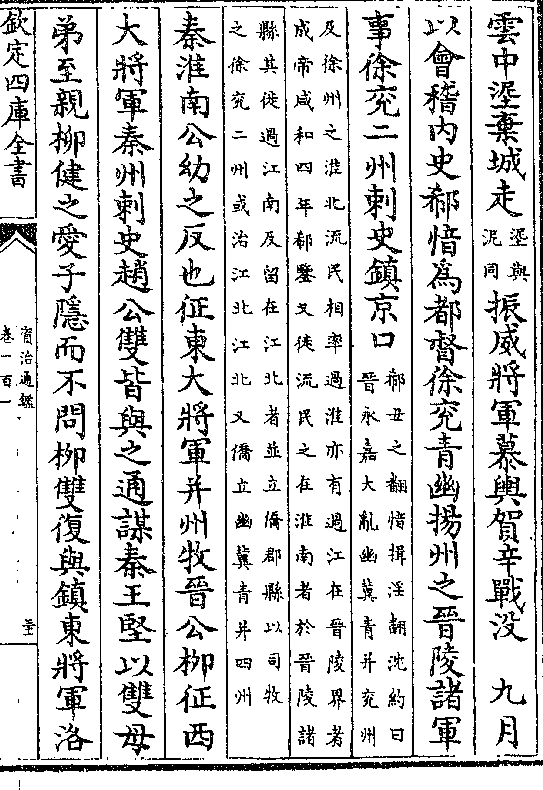 雲中塗棄城走塗與泥同振威將軍慕輿賀辛戰没　九月
以會稽内史郗愔為都督徐兖青幽揚州之晉陵諸軍
事徐兖二州刺史鎮京口郗丑之翻愔揖淫翻沈約曰
晉永嘉大亂幽冀青并兖州
及徐州之淮北流民相率過淮亦有過江在晉陵界者
成帝咸和四年郗鑒又徙流民之在淮南者於晉陵諸
縣其徙過江南及留在江北者並立僑郡縣以司牧
之徐兖二州或治江北江北又僑立幽冀青并四州
秦淮南公幼之反也征東大將軍并州牧晉公柳征西
大將軍秦州刺史趙公雙皆與之通謀秦王堅以雙母
弟至親柳健之愛子隱而不問柳雙復與鎮東將軍洛
欽定四庫全書
資治通鑑
卷一百一